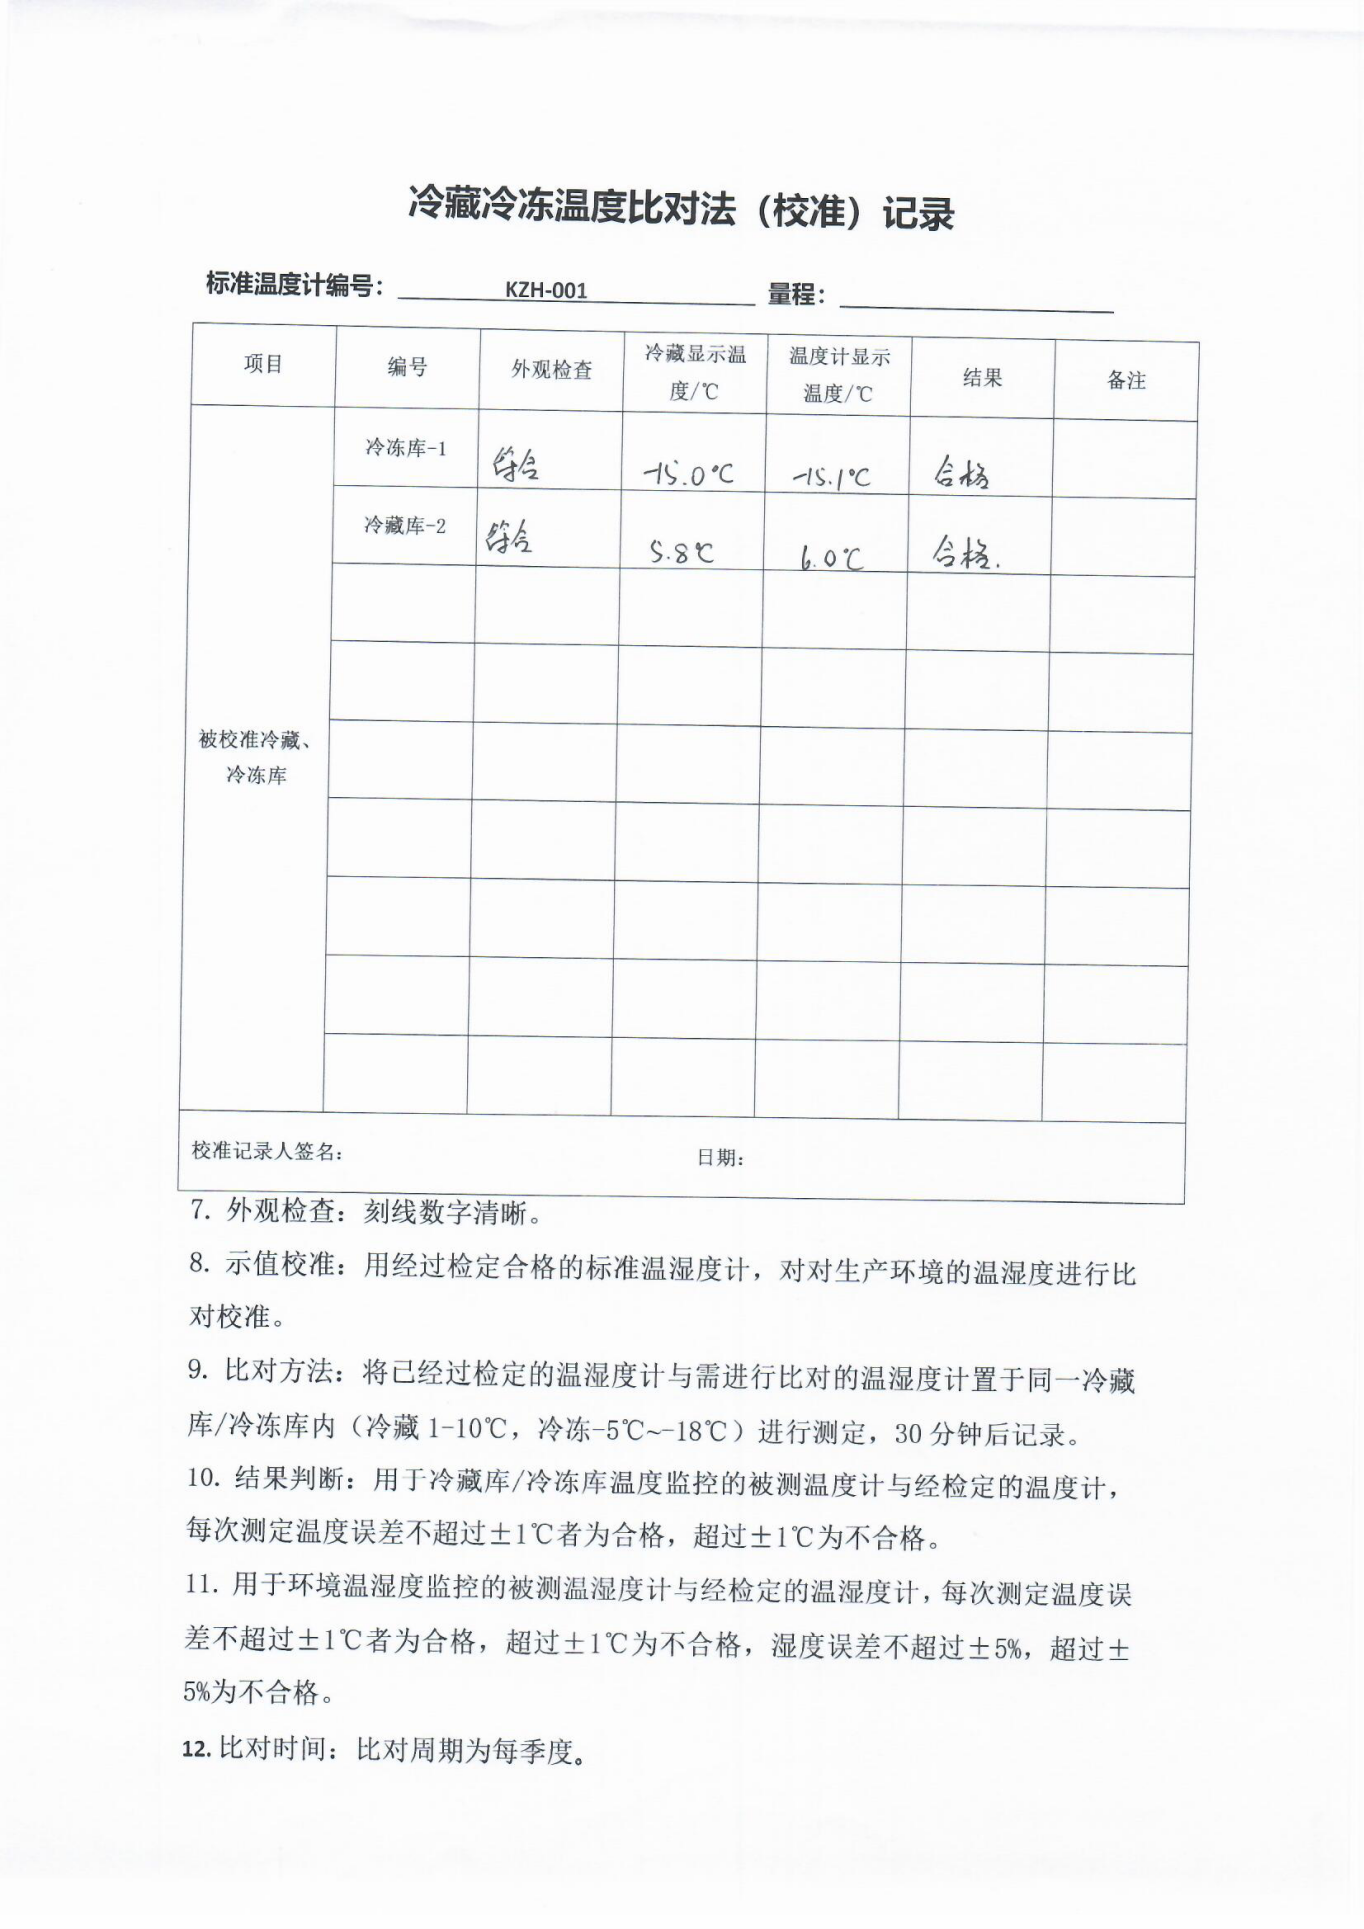 冷藏冷冻温度比对法（校准）记录
标准温度计编号： KZH-001 量程：
项目 编号 外观检查 冷藏显示温度/℃ 温度计显示温度/℃ 结果 备注
冷冻库-1 符合 -15.0℃ -15.1℃ 合格
冷藏库-2 符合 5.8℃ 6.0℃ 合格.
被校准冷藏、
冷冻库
校准记录人签名： 日期：
7. 外观检查：刻线数字清晰。
8. 示值校准：用经过检定合格的标准温湿度计，对对生产环境的温湿度进行比
对校准。
9. 比对方法：将已经过检定的温湿度计与需进行比对的温湿度计置于同一冷藏
库/冷冻库内（冷藏 1-10℃，冷冻-5℃~-18℃）进行测定，30 分钟后记录。
10. 结果判断：用于冷藏库/冷冻库温度监控的被测温度计与经检定的温度计，
每次测定温度误差不超过±1℃者为合格，超过±1℃为不合格。
11. 用于环境温湿度监控的被测温湿度计与经检定的温湿度计，每次测定温度误
差不超过±1℃者为合格，超过±1℃为不合格，湿度误差不超过±5%，超过±
5%为不合格。
12. 比对时间：比对周期为每季度。